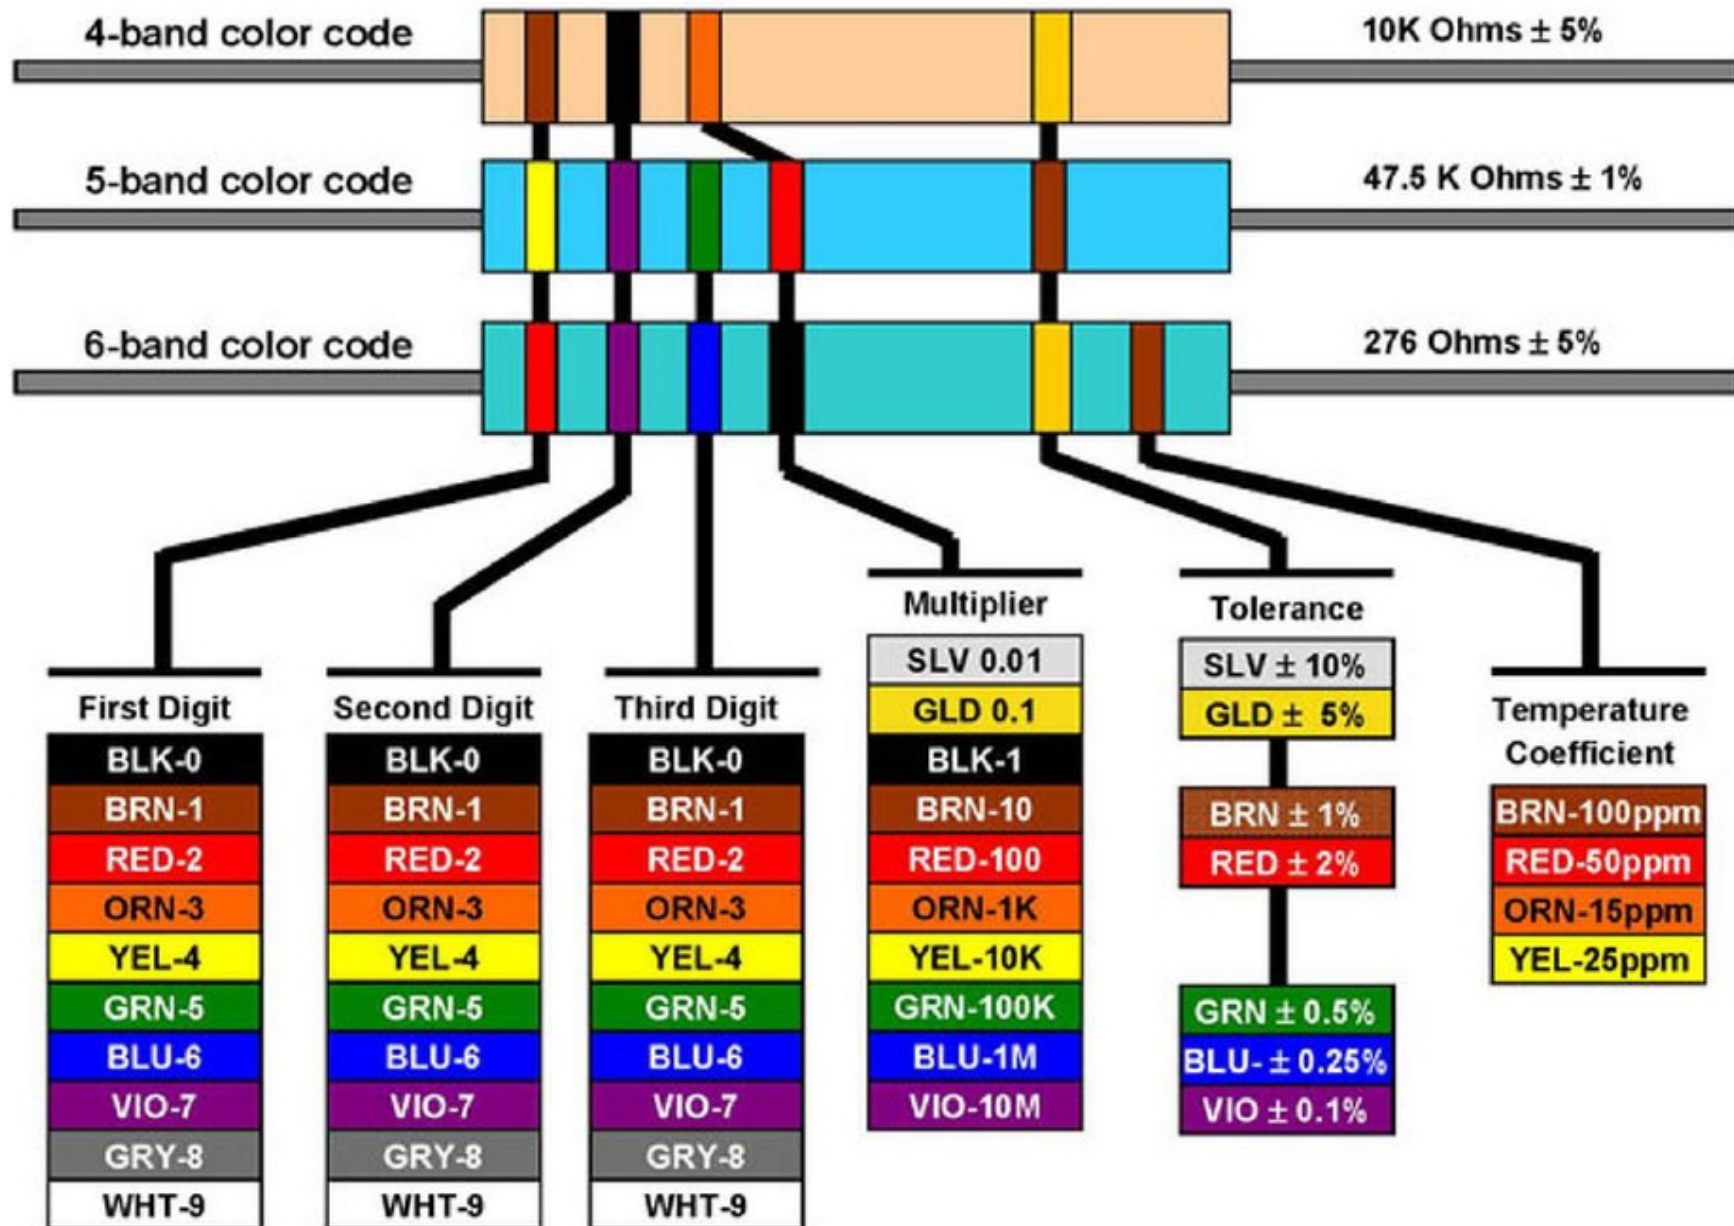 4-band color code
10K Ohms ± 5%
5-band color code
47.5 K Ohms ± 1%
6-band color code
276 Ohms ± 5%
First Digit
BLK-0
BRN-1
RED-2
ORN-3
YEL-4
GRN-5
BLU-6
VIO-7
GRY-8
WHT-9
Second Digit
BLK-0
BRN-1
RED-2
ORN-3
YEL-4
GRN-5
BLU-6
VIO-7
GRY-8
WHT-9
Third Digit
BLK-0
BRN-1
RED-2
ORN-3
YEL-4
GRN-5
BLU-6
VIO-7
GRY-8
WHT-9
Multiplier
SLV 0.01
GLD 0.1
BLK-1
BRN-10
RED-100
ORN-1K
YEL-10K
GRN-100K
BLU-1M
VIO-10M
Tolerance
SLV ± 10%
GLD ± 5%
BRN ± 1%
RED ± 2%
GRN ± 0.5%
BLU- ± 0.25%
VIO ± 0.1%
Temperature
Coefficient
BRN-100ppm
RED-50ppm
ORN-15ppm
YEL-25ppm